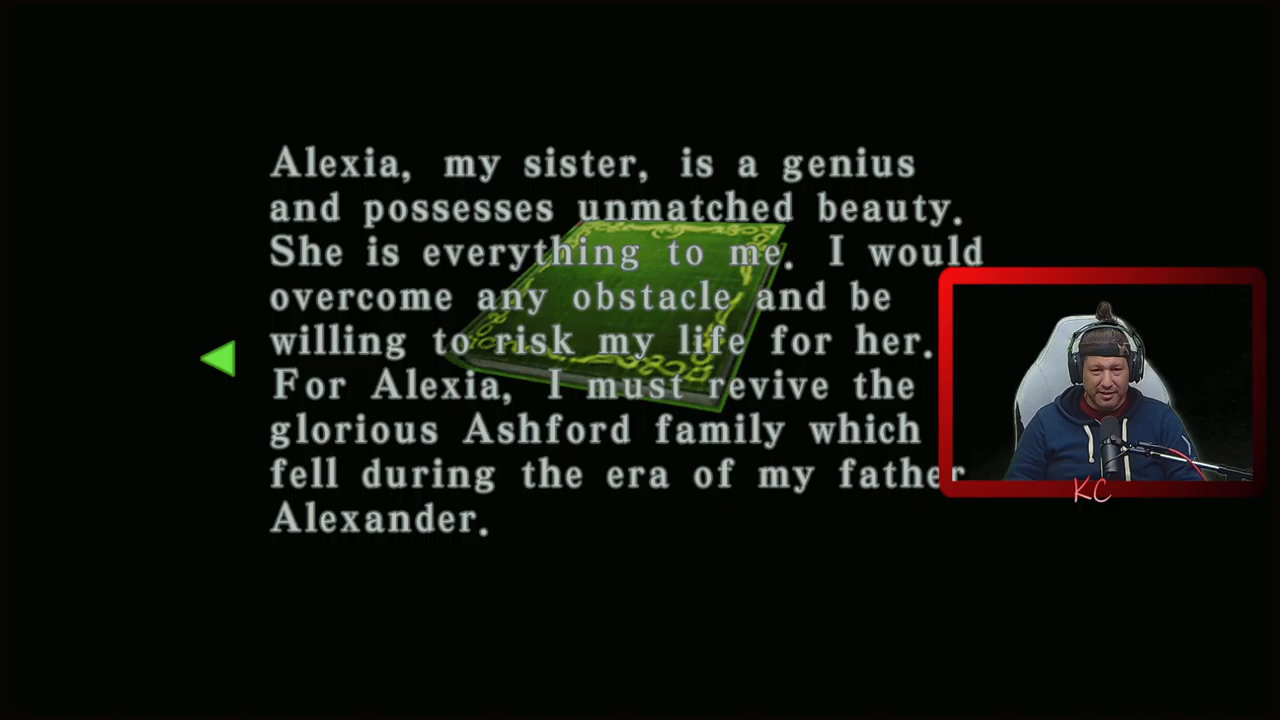 Alexia, my sister, is a genius
and possesses unmatched beauty.
She is everything to me. I would
overcome any obstacle and be
willing to risk my life for her.
For Alexia, I must revive the
glorious Ashford family which
fell during the era of my father
Alexander.
KC